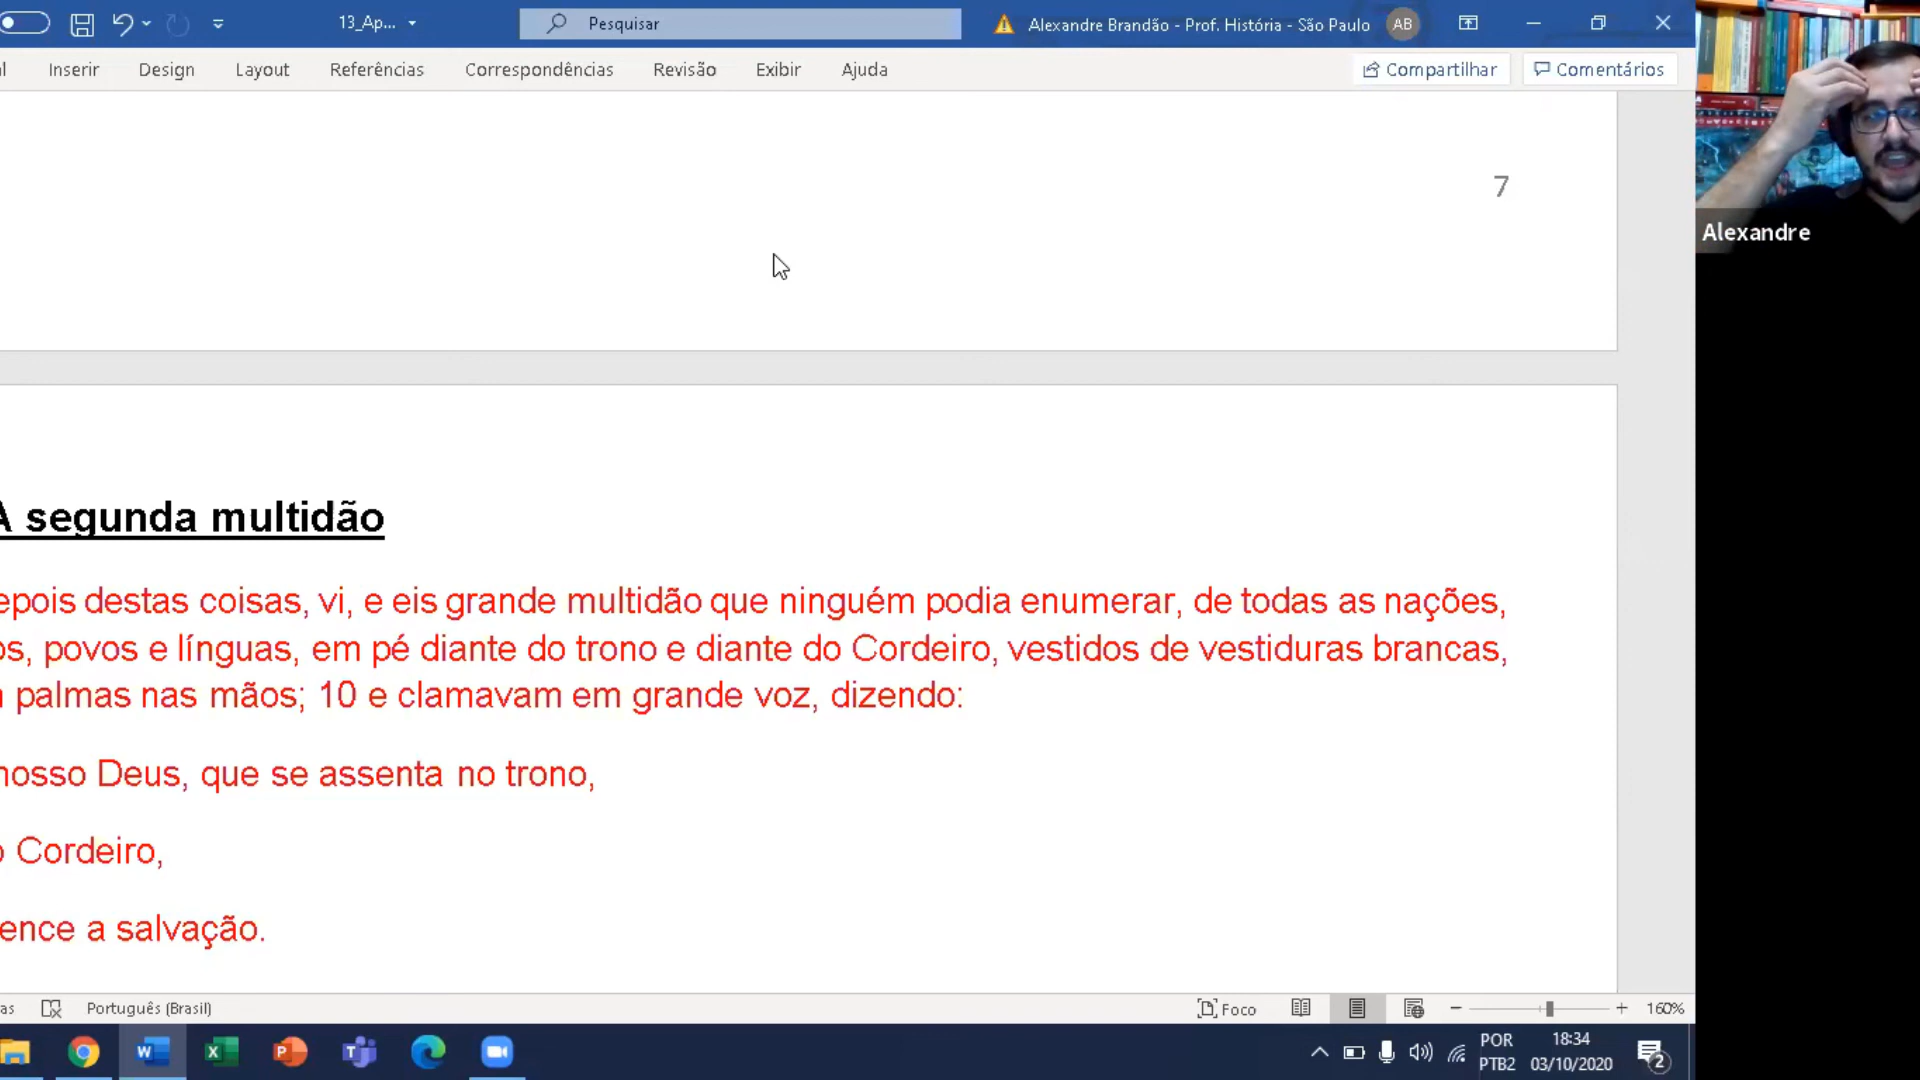 13_Ap...
Pesquisar
Alexandre Brandão - Prof. História - São Paulo
AB
Inserir
Design
Layout
Referências
Correspondências
Revisão
Exibir
Ajuda
Compartilhar
Comentários
7
Alexandre
A segunda multidão
epois destas coisas, vi, e eis grande multidão que ninguém podia enumerar, de todas as nações,
os, povos e línguas, em pé diante do trono e diante do Cordeiro, vestidos de vestiduras brancas,
palmas nas mãos; 10 e clamavam em grande voz, dizendo:
nosso Deus, que se assenta no trono,
o Cordeiro,
ence a salvação.
as
Português (Brasil)
Foco
160%
POR
PTB2
18:34
03/10/2020
2